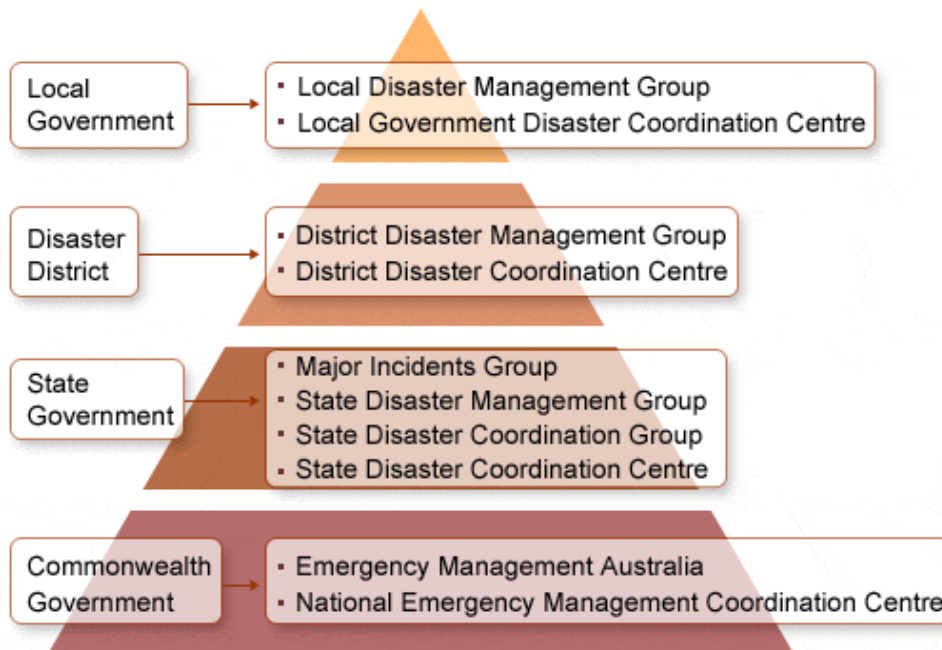 Local
Government
▪ Local Disaster Management Group
▪ Local Government Disaster Coordination Centre
Disaster
District
▪ District Disaster Management Group
▪ District Disaster Coordination Centre
State
Government
▪ Major Incidents Group
▪ State Disaster Management Group
▪ State Disaster Coordination Group
▪ State Disaster Coordination Centre
Commonwealth
Government
▪ Emergency Management Australia
▪ National Emergency Management Coordination Centre